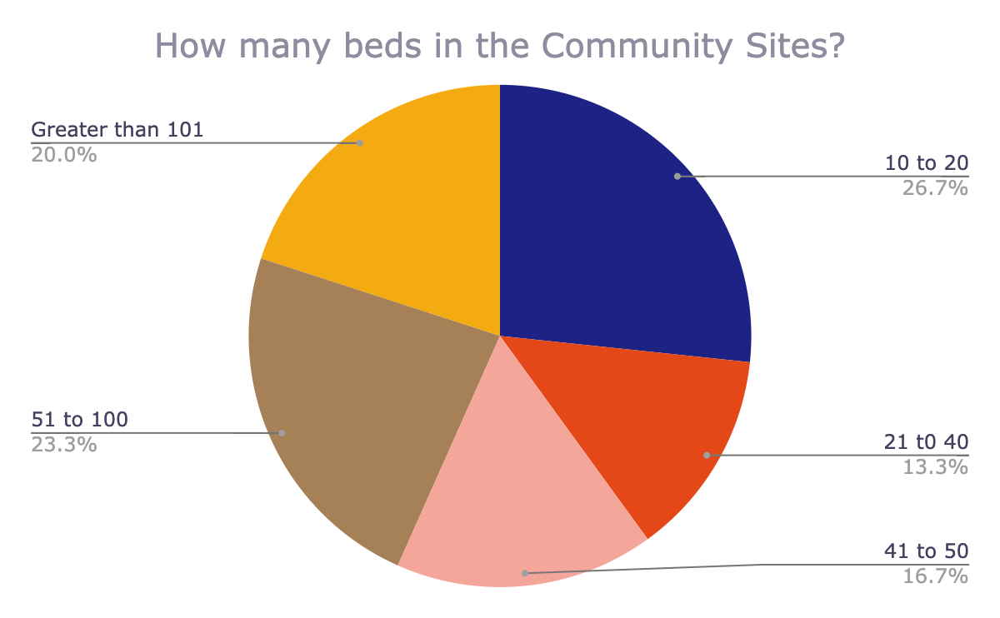 How many beds in the Community Sites?
Greater than 101
20.0%
10 to 20
26.7%
51 to 100
23.3%
21 t0 40
13.3%
41 to 50
16.7%